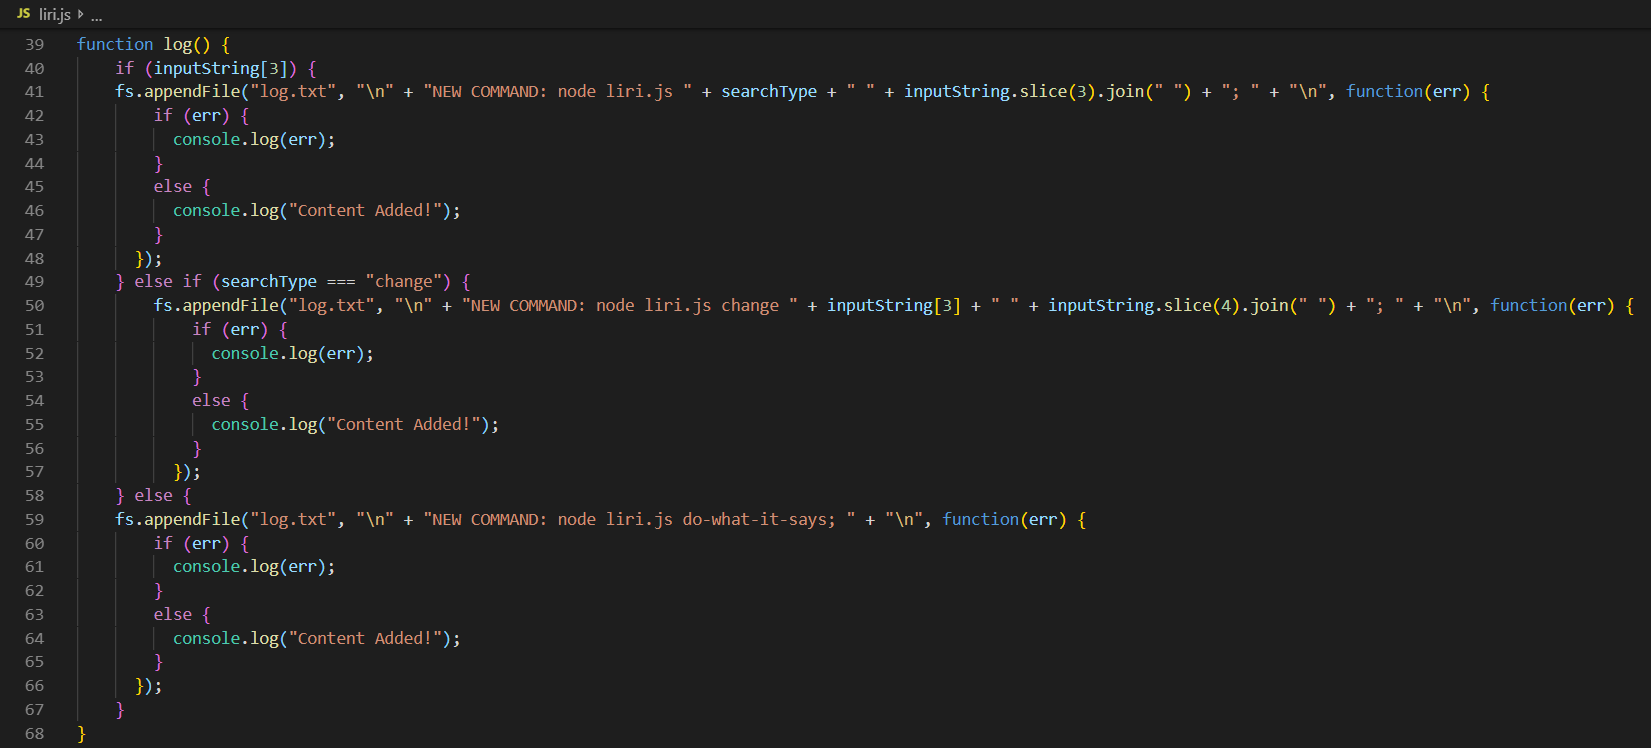 JS liri.js ▸ ...
39 function log() {
40     if (inputString[3]) {
41     fs.appendFile("log.txt", "\n" + "NEW COMMAND: node liri.js " + searchType + " " + inputString.slice(3).join(" ") + "; " + "\n", function(err) {
42         if (err) {
43           console.log(err);
44         }
45         else {
46           console.log("Content Added!");
47         }
48       });
49     } else if (searchType === "change") {
50         fs.appendFile("log.txt", "\n" + "NEW COMMAND: node liri.js change " + inputString[3] + " " + inputString.slice(4).join(" ") + "; " + "\n", function(err) {
51             if (err) {
52               console.log(err);
53             }
54             else {
55               console.log("Content Added!");
56             }
57           });
58     } else {
59     fs.appendFile("log.txt", "\n" + "NEW COMMAND: node liri.js do-what-it-says; " + "\n", function(err) {
60         if (err) {
61           console.log(err);
62         }
63         else {
64           console.log("Content Added!");
65         }
66       });
67     }
68 }